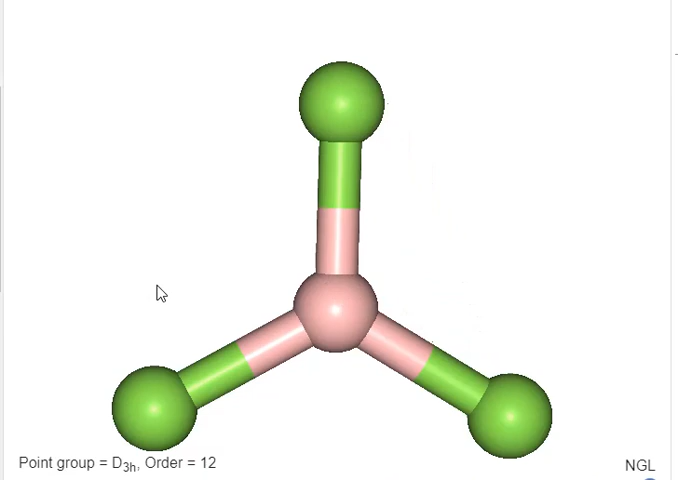 Point group = D₃ₕ, Order = 12
NGL